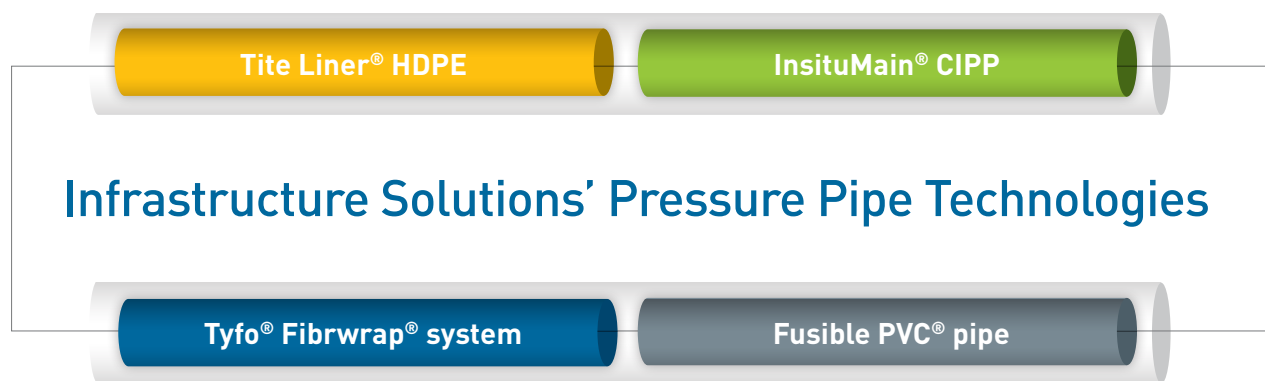 Tite Liner® HDPE
InsituMain® CIPP
Infrastructure Solutions’ Pressure Pipe Technologies
Tyfo® Fibrwrap® system
Fusible PVC® pipe